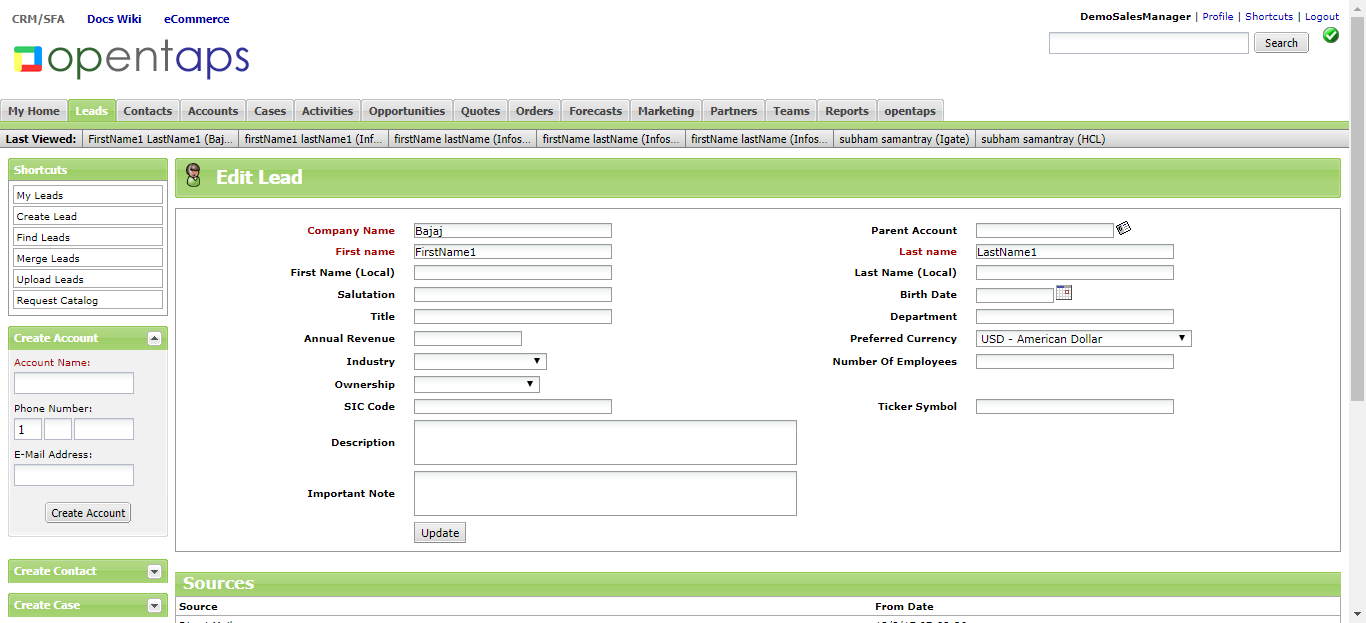 CRM/SFA Docs Wiki eCommerce
DemoSalesManager | Profile | Shortcuts | Logout
opentaps
Search
My Home Leads Contacts Accounts Cases Activities Opportunities Quotes Orders Forecasts Marketing Partners Teams Reports opentaps
Last Viewed: FirstName1 LastName1 (Baj... firstName1 lastName1 (Inf... firstName lastName (Infos... firstName lastName (Infos... firstName lastName (Infos... subham samantray (Igate) subham samantray (HCL)
Shortcuts
My Leads
Create Lead
Find Leads
Merge Leads
Upload Leads
Request Catalog
Create Account
Account Name:
Phone Number:
1
E-Mail Address:
Create Account
Create Contact
Create Case
Edit Lead
Company Name Bajaj Parent Account
First name FirstName1 Last name LastName1
First Name (Local) Last Name (Local)
Salutation Birth Date
Title Department
Annual Revenue Preferred Currency USD - American Dollar
Industry Number Of Employees
Ownership
SIC Code Ticker Symbol
Description
Important Note
Update
Sources
Source From Date